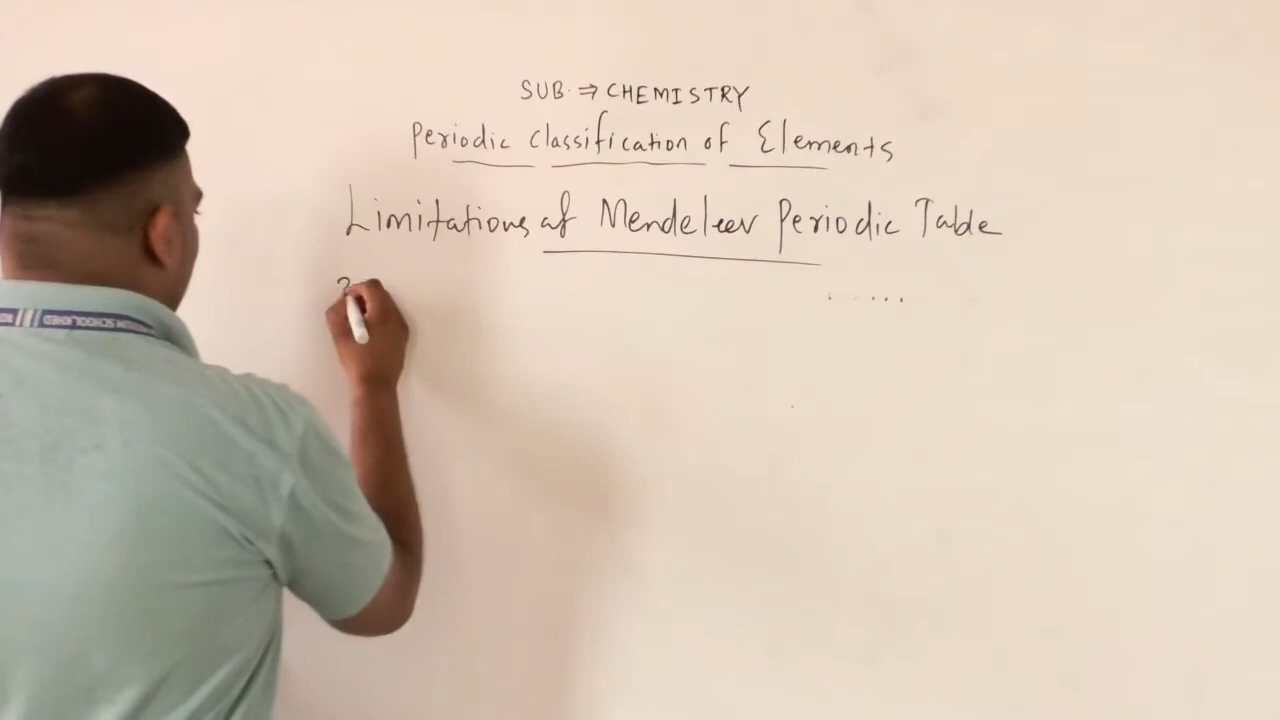 SUB. ⇒ CHEMISTRY
Periodic classification of Elements
Limitations of Mendeleev Periodic Table
.....